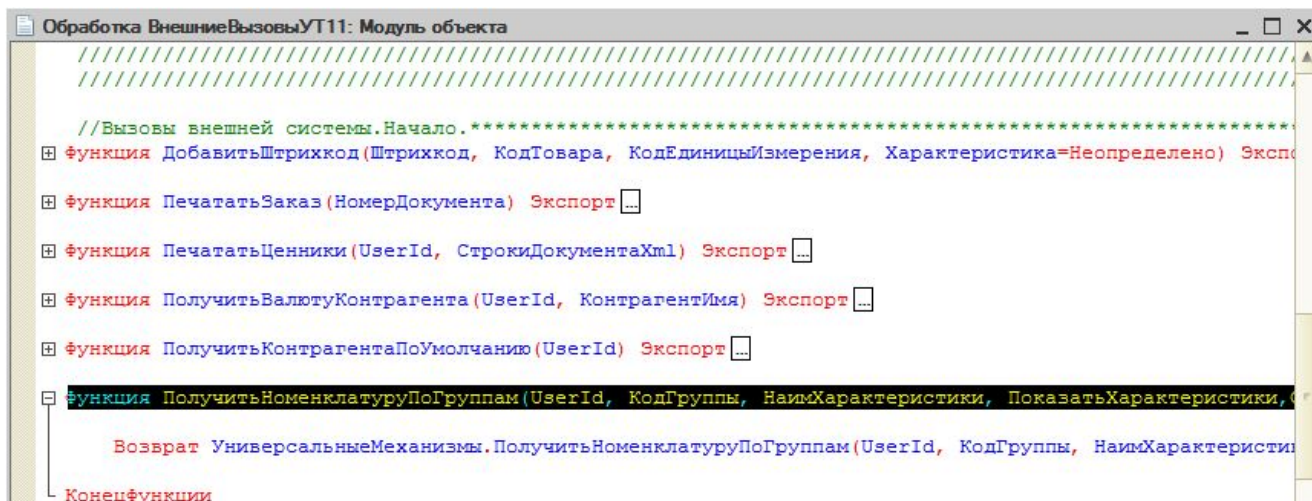 Обработка ВнешниеВызовыУТ11: Модуль объекта
////////////////////////////////////////////////////////////////////////////////////////////////////
////////////////////////////////////////////////////////////////////////////////////////////////////
//Вызовы внешней системы.Начало.********************************************************************
Функция ДобавитьШтрихкод(Штрихкод, КодТовара, КодЕдиницыИзмерения, Характеристика=Неопределено)
Функция ПечататьЗаказ(НомерДокумента) Экспорт...
Функция ПечататьЦенники(UserId, СтрокиДокументаXml) Экспорт...
Функция ПолучитьВалютуКонтрагента(UserId, КонтрагентИмя) Экспорт...
Функция ПолучитьКонтрагентаПоУмолчанию(UserId) Экспорт...
Функция ПолучитьНоменклатуруПоГруппам(UserId, КодГруппы, НаимХарактеристики, ПоказатьХарактеристики,
Возврат УниверсальныеМеханизмы.ПолучитьНоменклатуруПоГруппам(UserId, КодГруппы,
КонецФункции